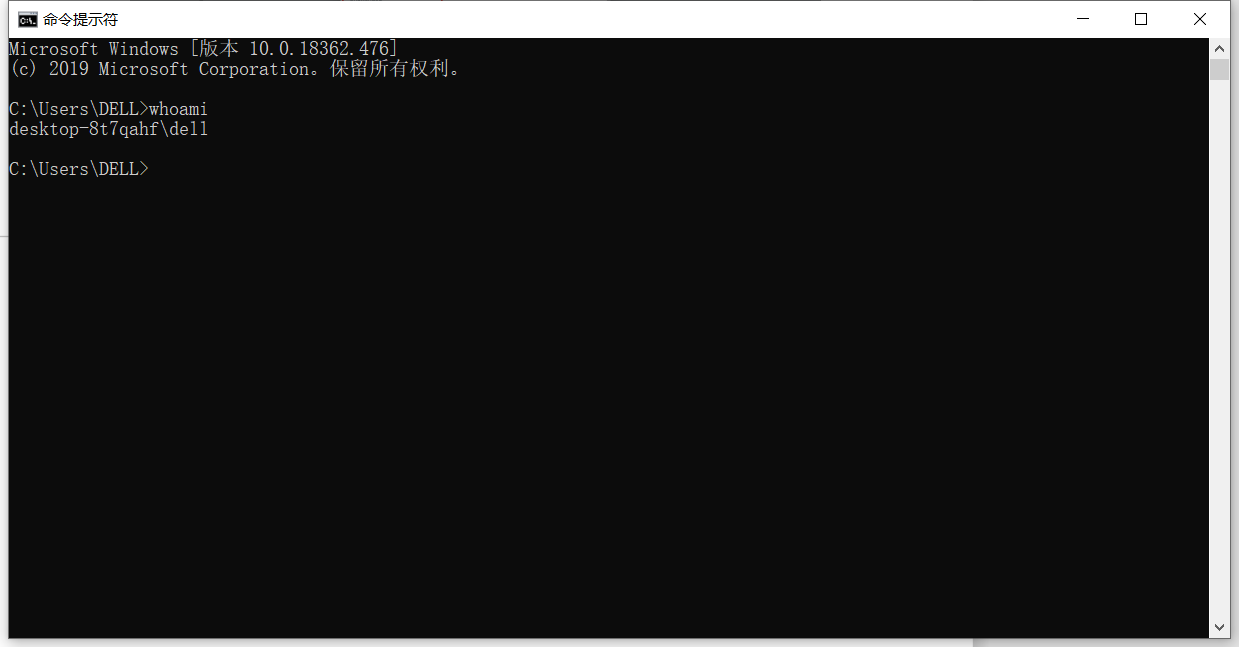 命令提示符
Microsoft Windows [版本 10.0.18362.476]
(c) 2019 Microsoft Corporation。保留所有权利。
C:\Users\DELL>whoami
desktop-8t7qahf\dell
C:\Users\DELL>